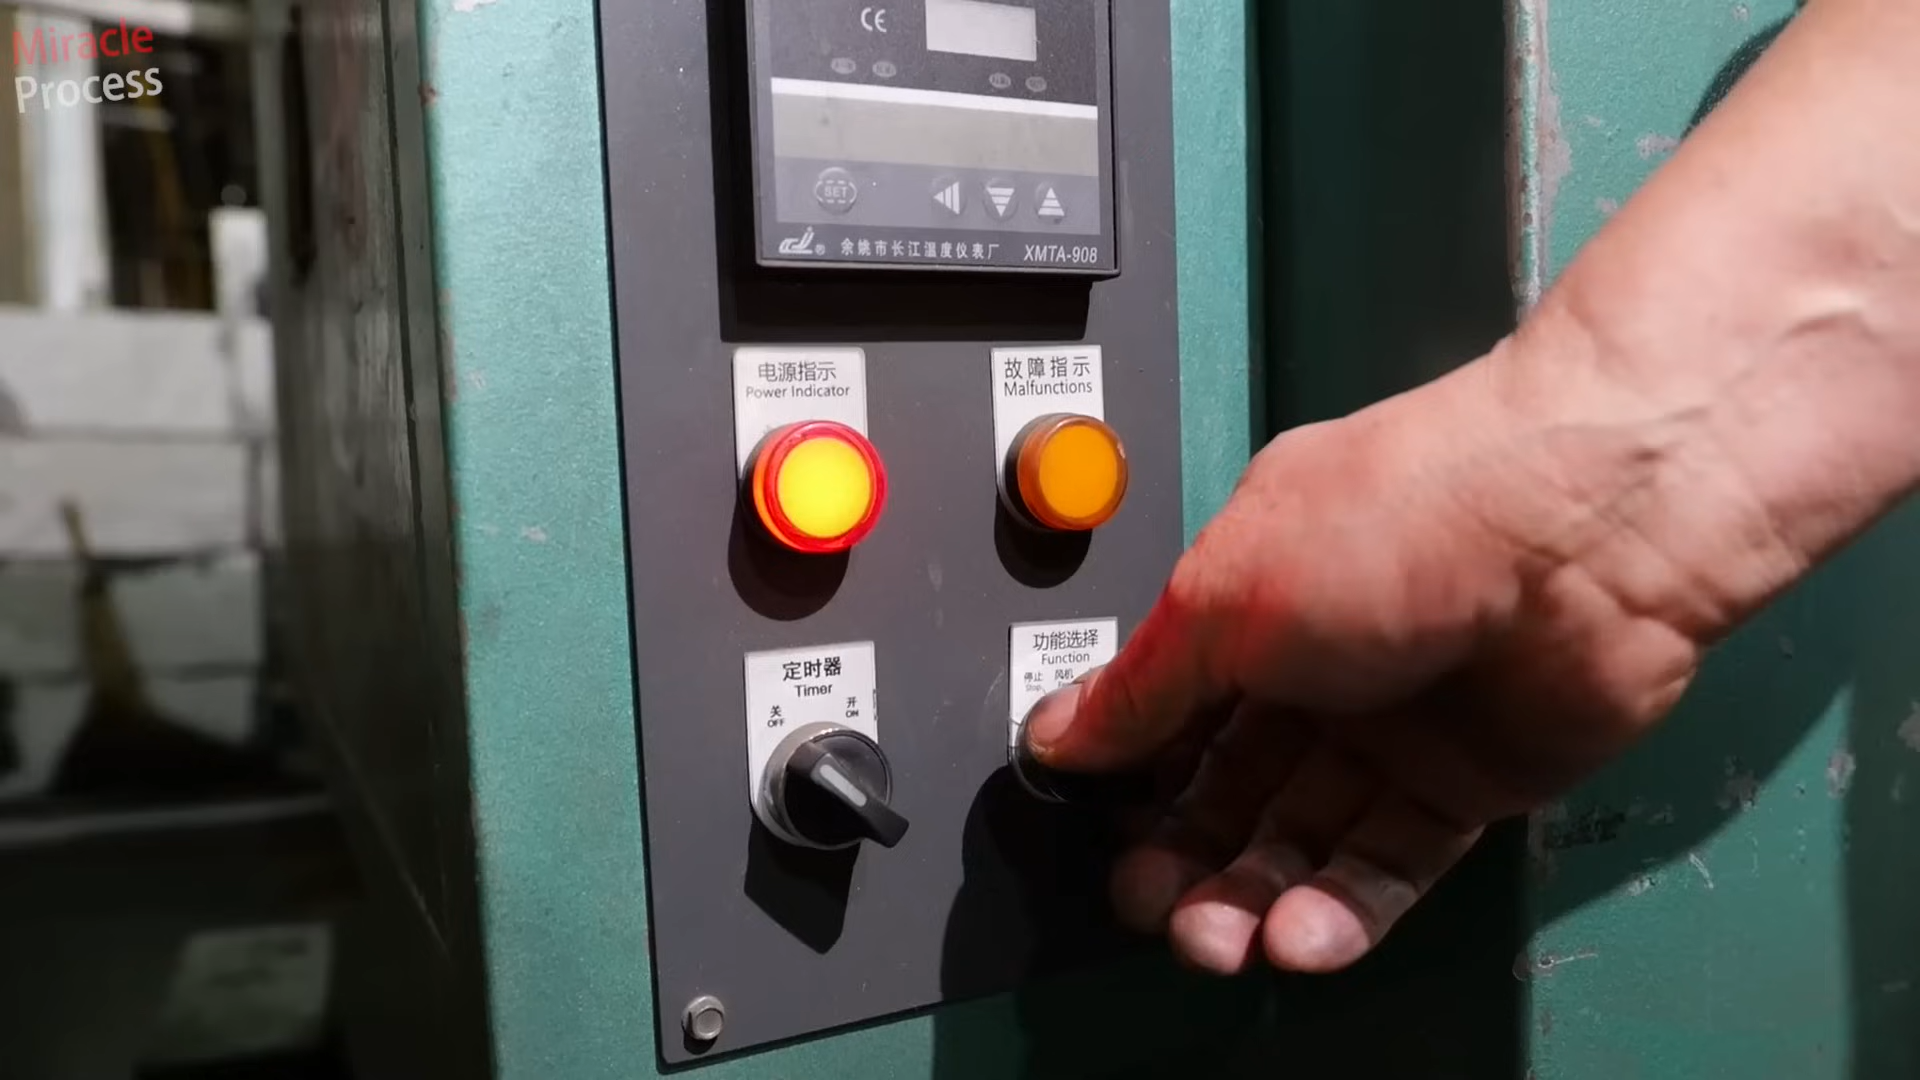 Miracle
Process
CE
SET
余姚市长江温度仪表厂 XMTA-908
电源指示
Power Indicator
故障指示
Malfunctions
定时器
Timer
关 开
OFF ON
功能选择
Function
停止 风机
Stop